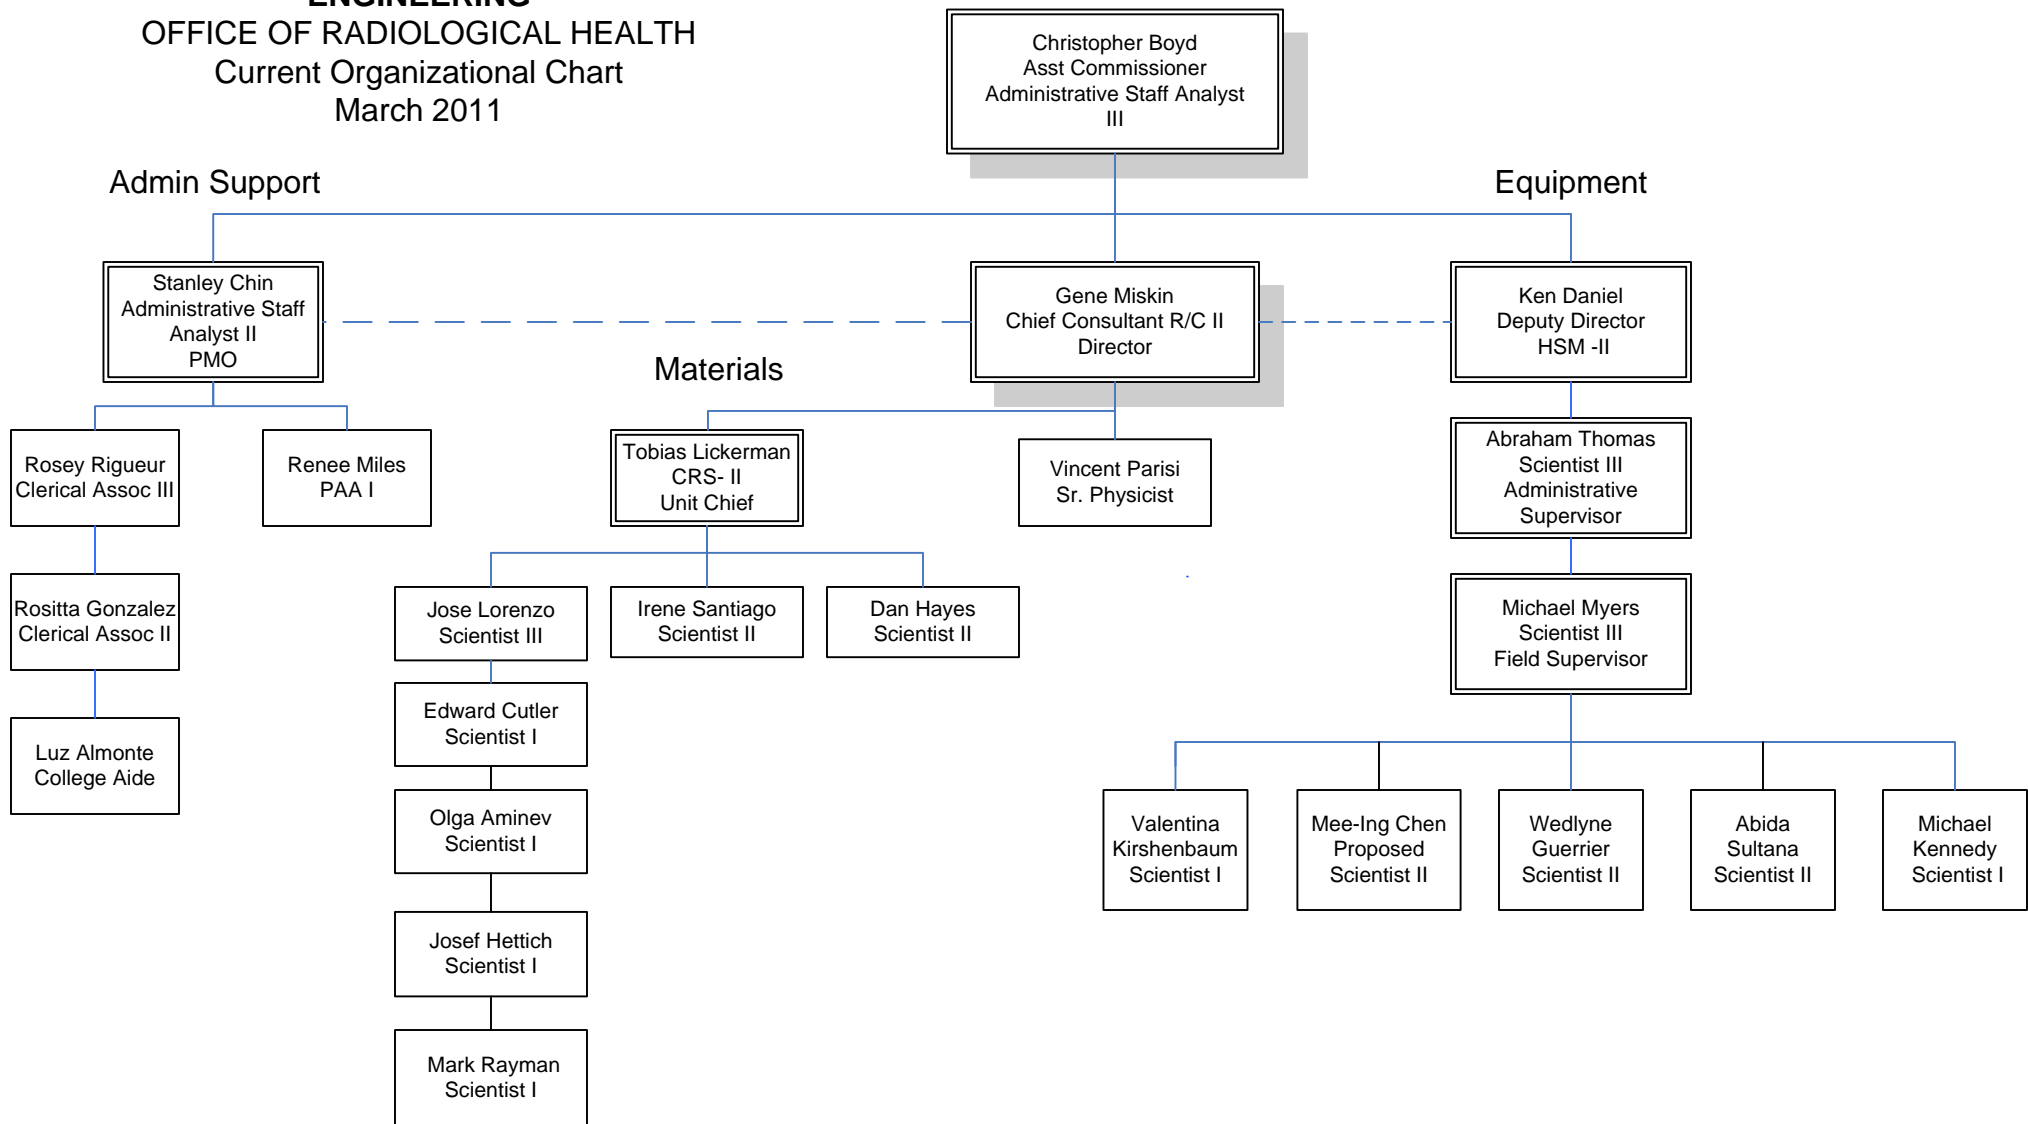 ENGINEERING
OFFICE OF RADIOLOGICAL HEALTH
Current Organizational Chart
March 2011
Christopher Boyd
Asst Commissioner
Administrative Staff Analyst
III
Admin Support
Equipment
Stanley Chin
Administrative Staff
Analyst II
PMO
Gene Miskin
Chief Consultant R/C II
Director
Ken Daniel
Deputy Director
HSM -II
Materials
Rosey Rigueur
Clerical Assoc III
Renee Miles
PAA I
Tobias Lickerman
CRS- II
Unit Chief
Vincent Parisi
Sr. Physicist
Abraham Thomas
Scientist III
Administrative
Supervisor
Rositta Gonzalez
Clerical Assoc II
Jose Lorenzo
Scientist III
Irene Santiago
Scientist II
Dan Hayes
Scientist II
Michael Myers
Scientist III
Field Supervisor
Luz Almonte
College Aide
Edward Cutler
Scientist I
Olga Aminev
Scientist I
Josef Hettich
Scientist I
Mark Rayman
Scientist I
Valentina
Kirshenbaum
Scientist I
Mee-Ing Chen
Proposed
Scientist II
Wedlyne
Guerrier
Scientist II
Abida
Sultana
Scientist II
Michael
Kennedy
Scientist I